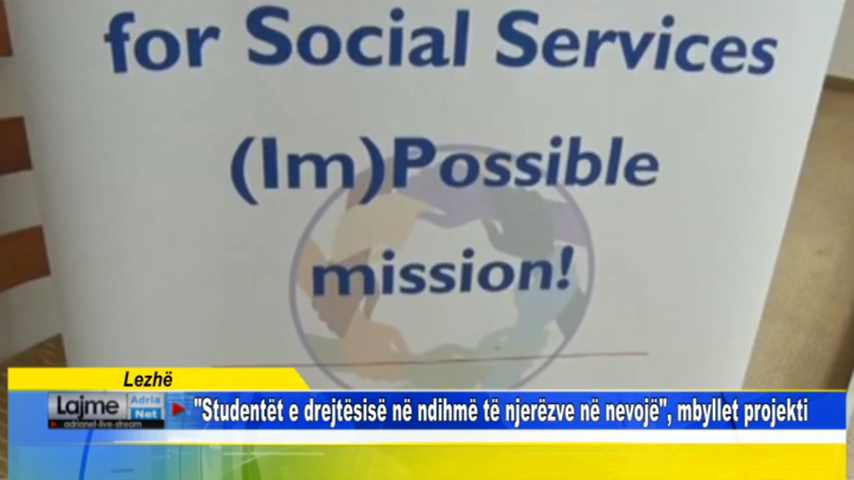 for Social Services
(Im)Possible
mission!
Lezhë
Lajme
Adria
Net
adrianet-live-stream
"Studentët e drejtësisë në ndihmë të njerëzve në nevojë", mbyllet projekti